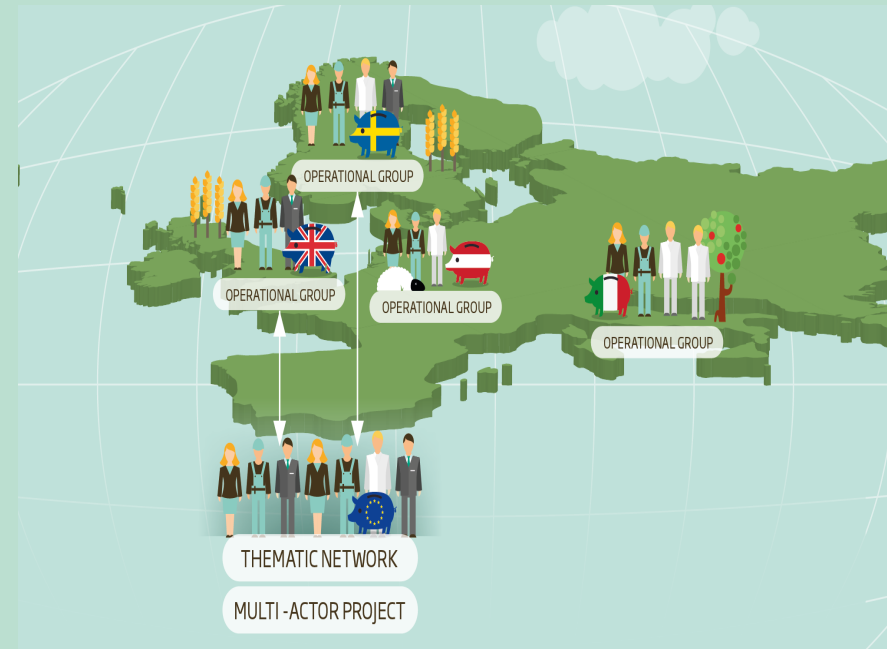 OPERATIONAL GROUP
OPERATIONAL GROUP
OPERATIONAL GROUP
OPERATIONAL GROUP
THEMATIC NETWORK
MULTI -ACTOR PROJECT